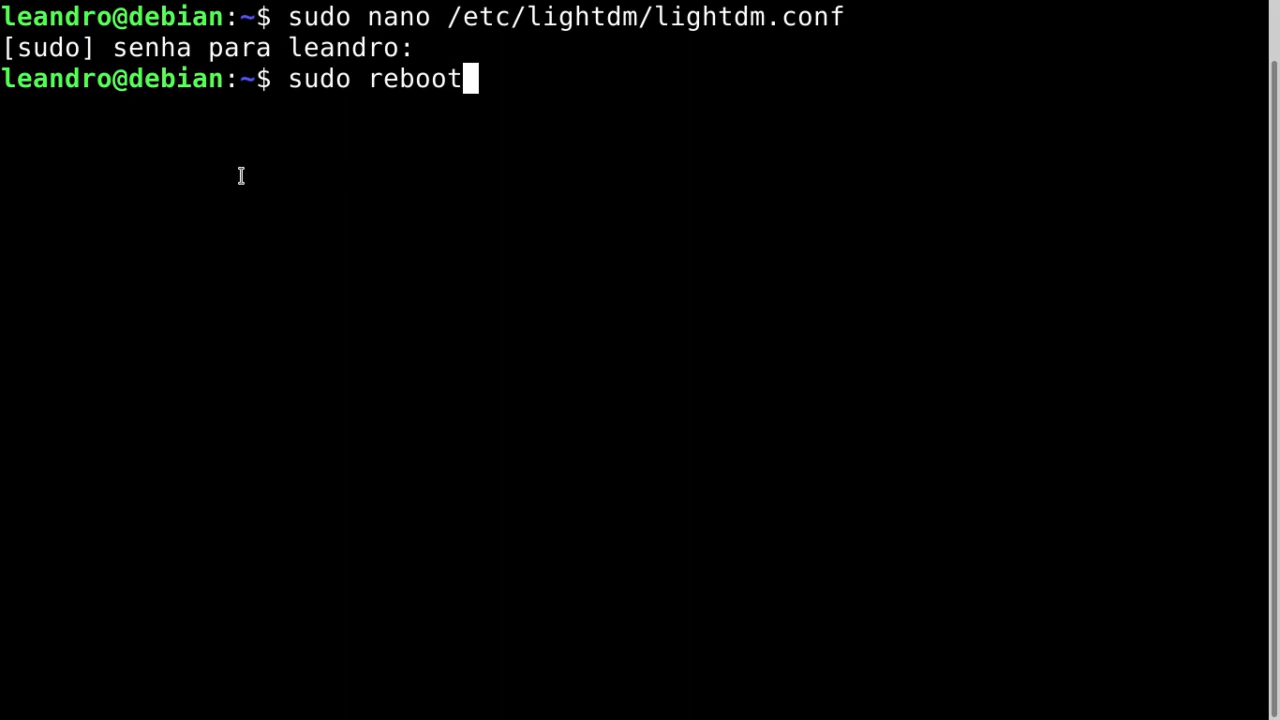 leandro@debian:~$ sudo nano /etc/lightdm/lightdm.conf
[sudo] senha para leandro:
leandro@debian:~$ sudo reboot